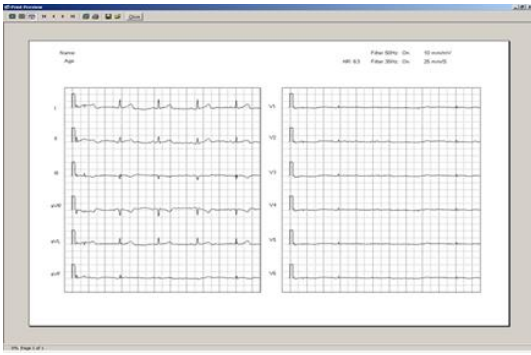 Print Preview
Close
Name
Filter 50Hz On 10 mm/mV
Age
HR: 63 Filter 35Hz On 25 mm/S
I V1
II V2
III V3
aVR V4
aVL V5
aVF V6
0% Page 1 of 1